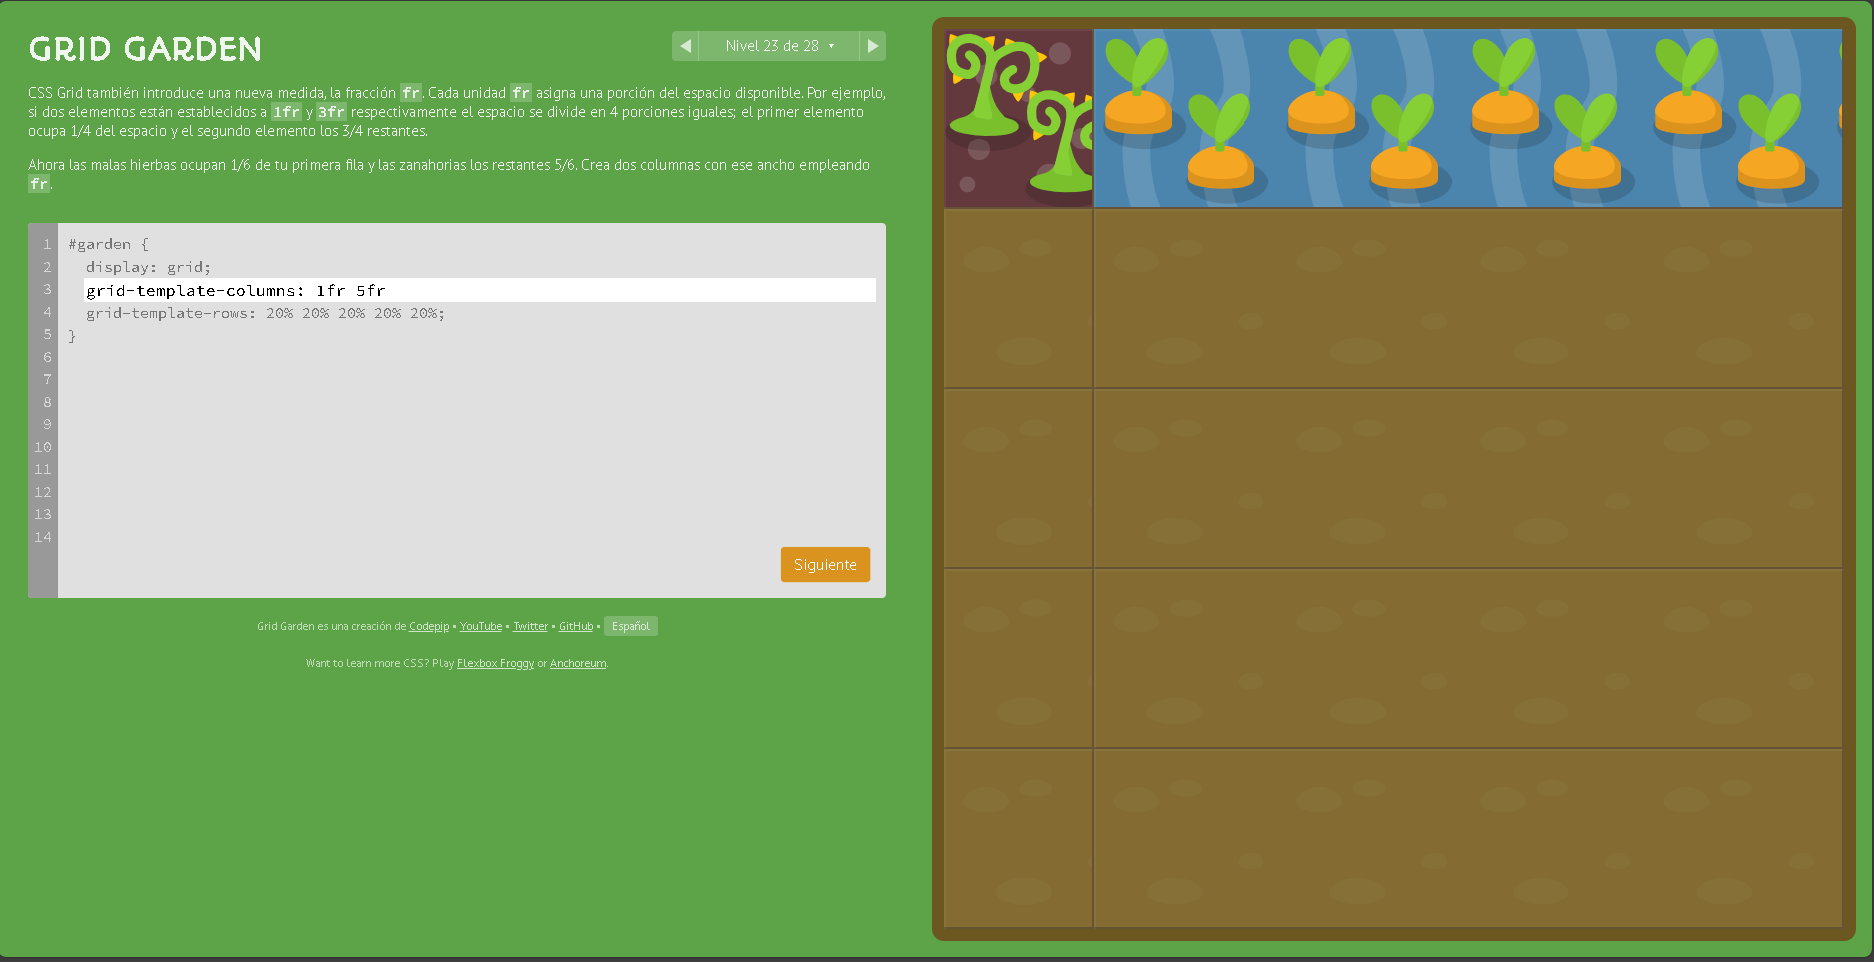 GRID GARDEN
◀ Nivel 23 de 28 ▾ ▶
CSS Grid también introduce una nueva medida, la fracción fr. Cada unidad fr asigna una porción del espacio disponible. Por ejemplo,
si dos elementos están establecidos a 1fr y 3fr respectivamente el espacio se divide en 4 porciones iguales; el primer elemento
ocupa 1/4 del espacio y el segundo elemento los 3/4 restantes.
Ahora las malas hierbas ocupan 1/6 de tu primera fila y las zanahorias los restantes 5/6. Crea dos columnas con ese ancho empleando
fr.
1 #garden {
2 display: grid;
3 grid-template-columns: 1fr 5fr
4 grid-template-rows: 20% 20% 20% 20% 20%;
5 }
6
7
8
9
10
11
12
13
14
Siguiente
Grid Garden es una creación de Codepip • YouTube • Twitter • GitHub • Español
Want to learn more CSS? Play Flexbox Froggy or Anchoreum.